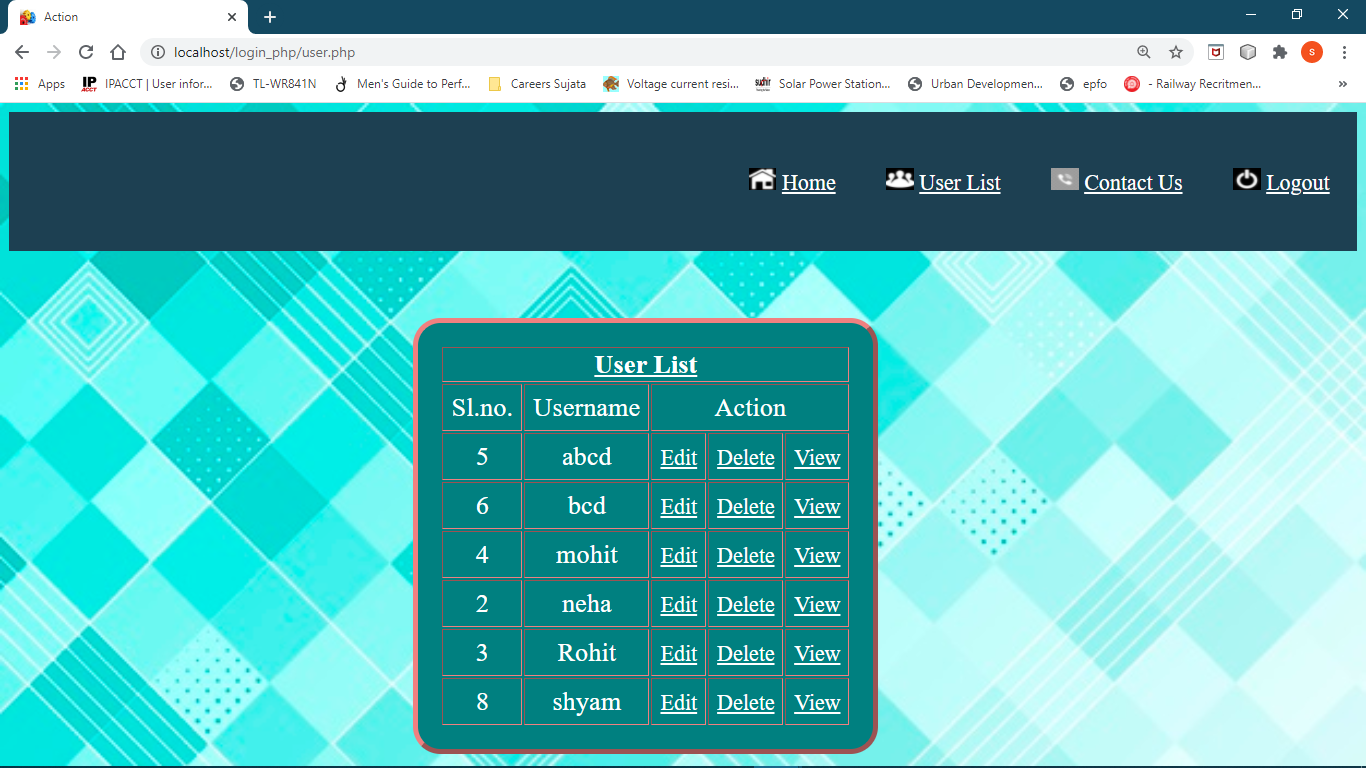 Action
localhost/login_php/user.php
S
Apps IPACCT | User infor... TL-WR841N Men's Guide to Perf... Careers Sujata Voltage current resi... Solar Power Station... Urban Developmen... epfo - Railway Recritmen... »
Home User List Contact Us Logout
User List
Sl.no. Username Action
5 abcd Edit Delete View
6 bcd Edit Delete View
4 mohit Edit Delete View
2 neha Edit Delete View
3 Rohit Edit Delete View
8 shyam Edit Delete View